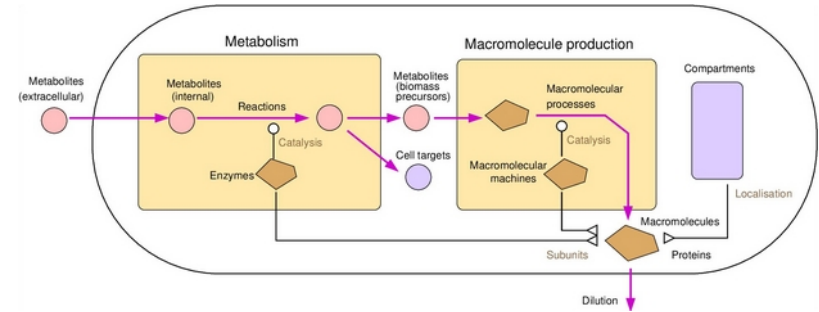 Metabolism
Macromolecule production
Metabolites
(extracellular)
Metabolites
(internal)
Reactions
Metabolites
(biomass
precursors)
Macromolecular
processes
Compartments
Catalysis
Catalysis
Cell targets
Enzymes
Macromolecular
machines
Localisation
Macromolecules
Subunits
Proteins
Dilution